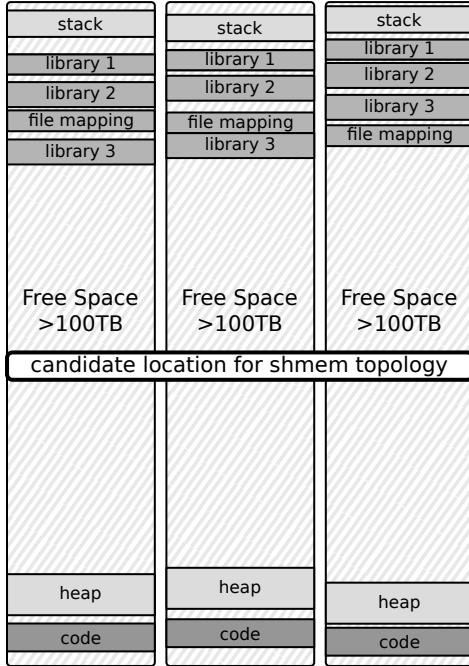 stack
library 1
library 2
file mapping
library 3
Free Space
>100TB
heap
code
stack
library 1
library 2
file mapping
library 3
Free Space
>100TB
heap
code
stack
library 1
library 2
library 3
file mapping
Free Space
>100TB
heap
code
candidate location for shmem topology